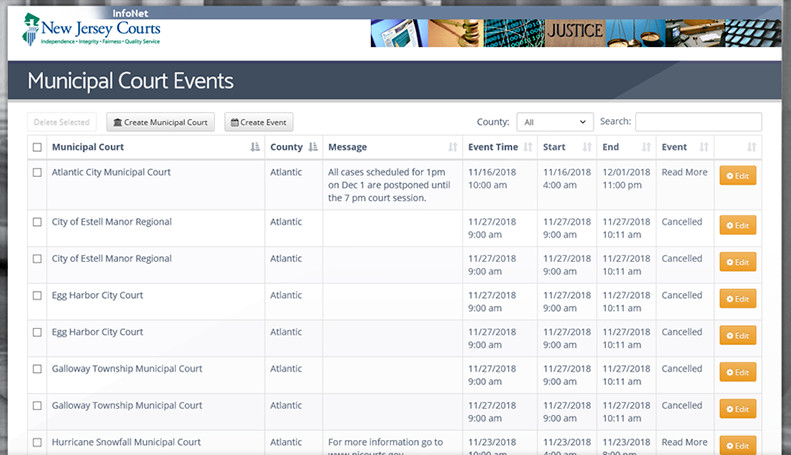 InfoNet
New Jersey Courts
Independence • Integrity • Fairness • Quality Service
JUSTICE
Municipal Court Events
Delete Selected
Create Municipal Court
Create Event
County:
All
Search:
Municipal Court County Message Event Time Start End Event
Atlantic City Municipal Court Atlantic All cases scheduled for 1pm 11/16/2018 11/16/2018 12/01/2018 Read More Edit
on Dec 1 are postponed until 10:00 am 4:00 am 11:00 pm
the 7 pm court session.
City of Estell Manor Regional Atlantic 11/27/2018 11/27/2018 11/27/2018 Cancelled Edit
9:00 am 9:00 am 10:11 am
City of Estell Manor Regional Atlantic 11/27/2018 11/27/2018 11/27/2018 Cancelled Edit
9:00 am 9:00 am 10:11 am
Egg Harbor City Court Atlantic 11/27/2018 11/27/2018 11/27/2018 Cancelled Edit
9:00 am 9:00 am 10:11 am
Egg Harbor City Court Atlantic 11/27/2018 11/27/2018 11/27/2018 Cancelled Edit
9:00 am 9:00 am 10:11 am
Galloway Township Municipal Court Atlantic 11/27/2018 11/27/2018 11/27/2018 Cancelled Edit
9:00 am 9:00 am 10:11 am
Galloway Township Municipal Court Atlantic 11/27/2018 11/27/2018 11/27/2018 Cancelled Edit
9:00 am 9:00 am 10:11 am
Hurricane Snowfall Municipal Court Atlantic For more information go to 11/23/2018 11/23/2018 11/23/2018 Read More Edit